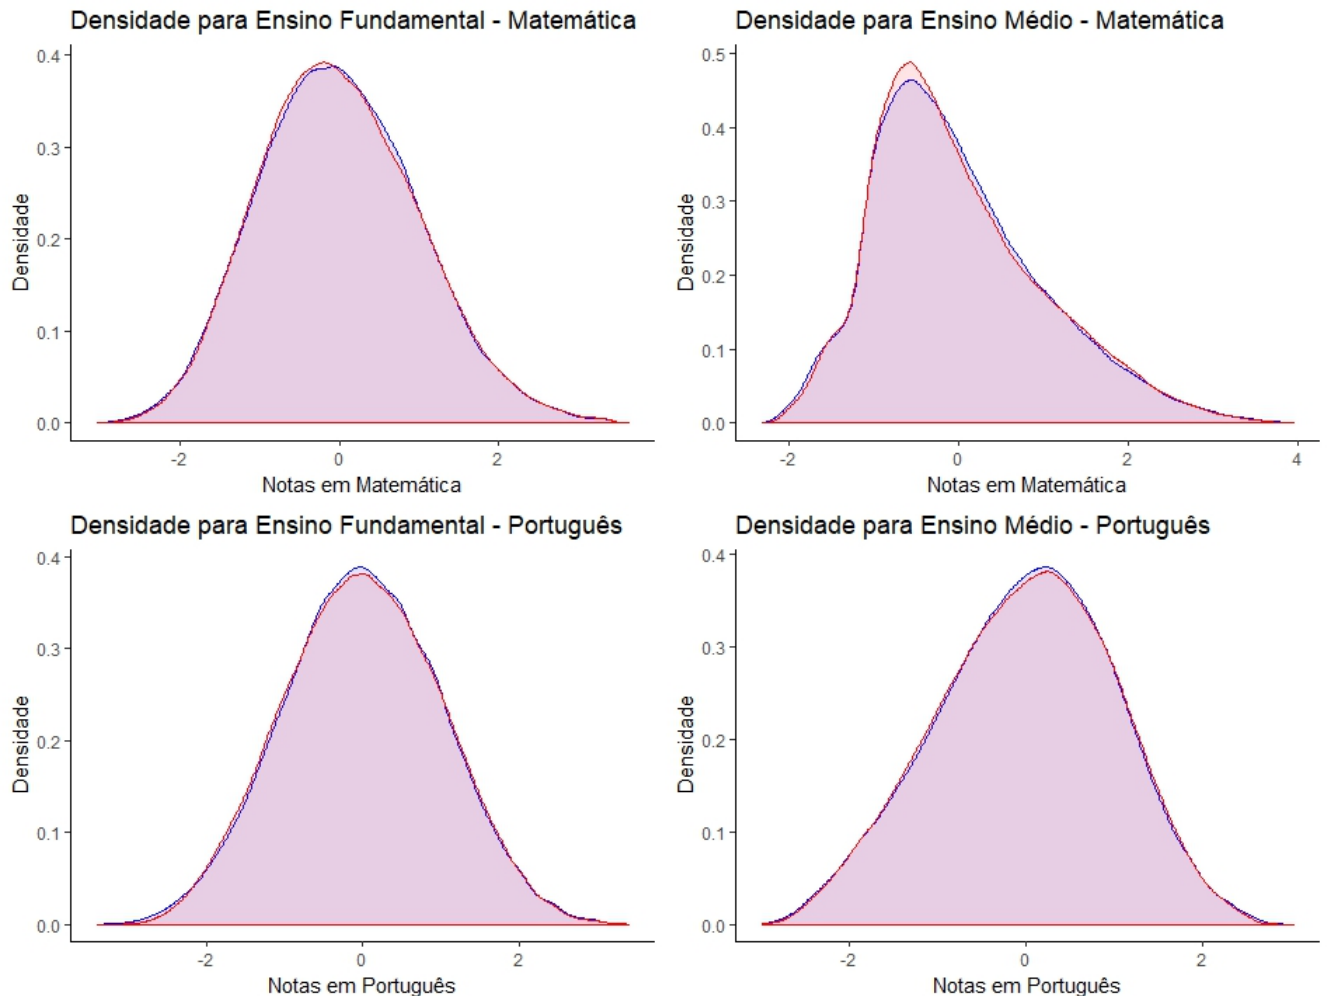 Densidade para Ensino Fundamental - Matemática
0.4
0.3
0.2
0.1
0.0
Densidade
-2 0 2
Notas em Matemática
Densidade para Ensino Médio - Matemática
0.5
0.4
0.3
0.2
0.1
0.0
Densidade
-2 0 2 4
Notas em Matemática
Densidade para Ensino Fundamental - Português
0.4
0.3
0.2
0.1
0.0
Densidade
-2 0 2
Notas em Português
Densidade para Ensino Médio - Português
0.4
0.3
0.2
0.1
0.0
Densidade
-2 0 2
Notas em Português